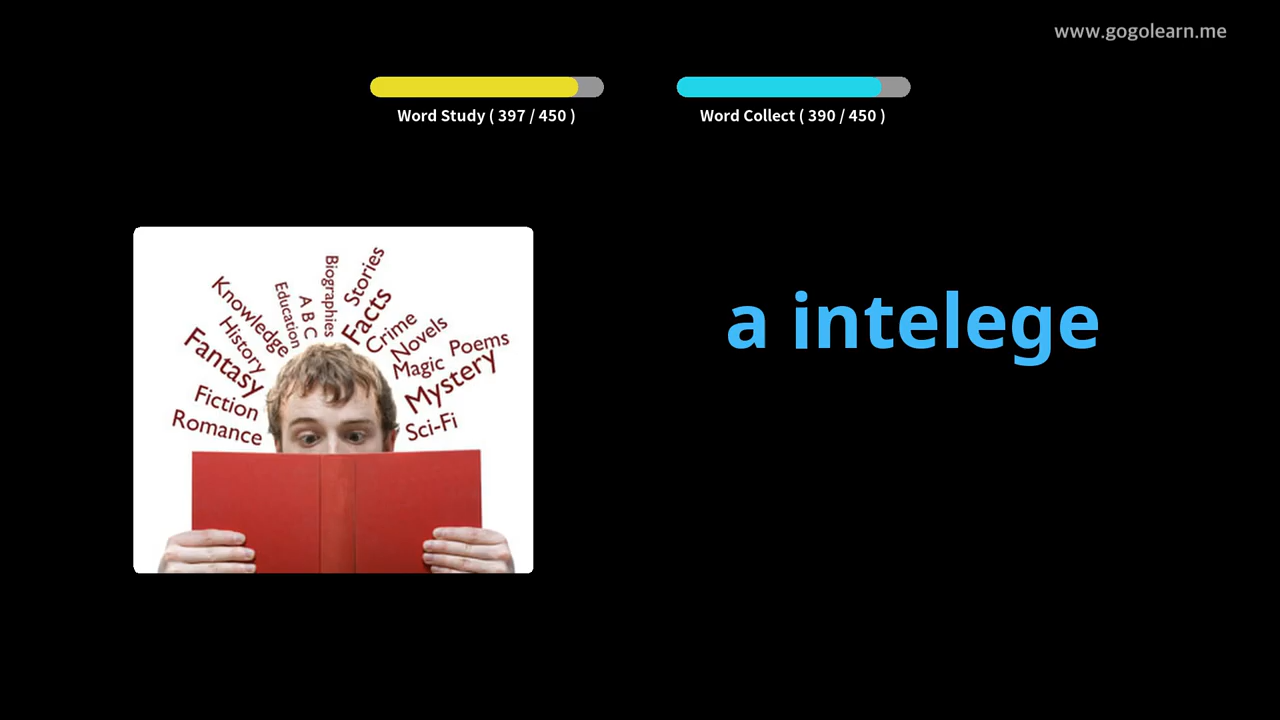 www.gogolearn.me
Word Study ( 397 / 450 )
Word Collect ( 390 / 450 )
a intelege
Biographies
Stories
Education
A B C
Facts
Knowledge
Crime
History
Novels
Fantasy
Magic
Poems
Fiction
Mystery
Romance
Sci-Fi